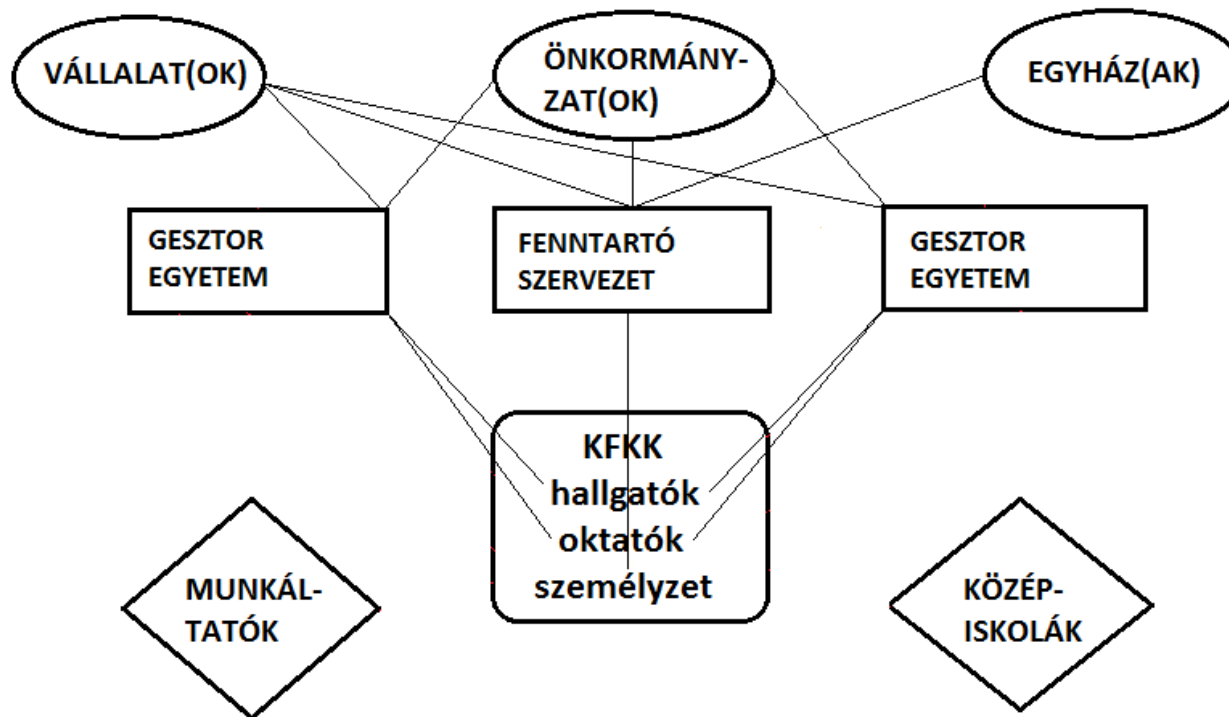 VÁLLALAT(OK)
ÖNKORMÁNY-
ZAT(OK)
EGYHÁZ(AK)
GESZTOR
EGYETEM
FENNTARTÓ
SZERVEZET
GESZTOR
EGYETEM
KFKK
hallgatók
oktatók
személyzet
MUNKÁL-
TATÓK
KÖZÉP-
ISKOLÁK